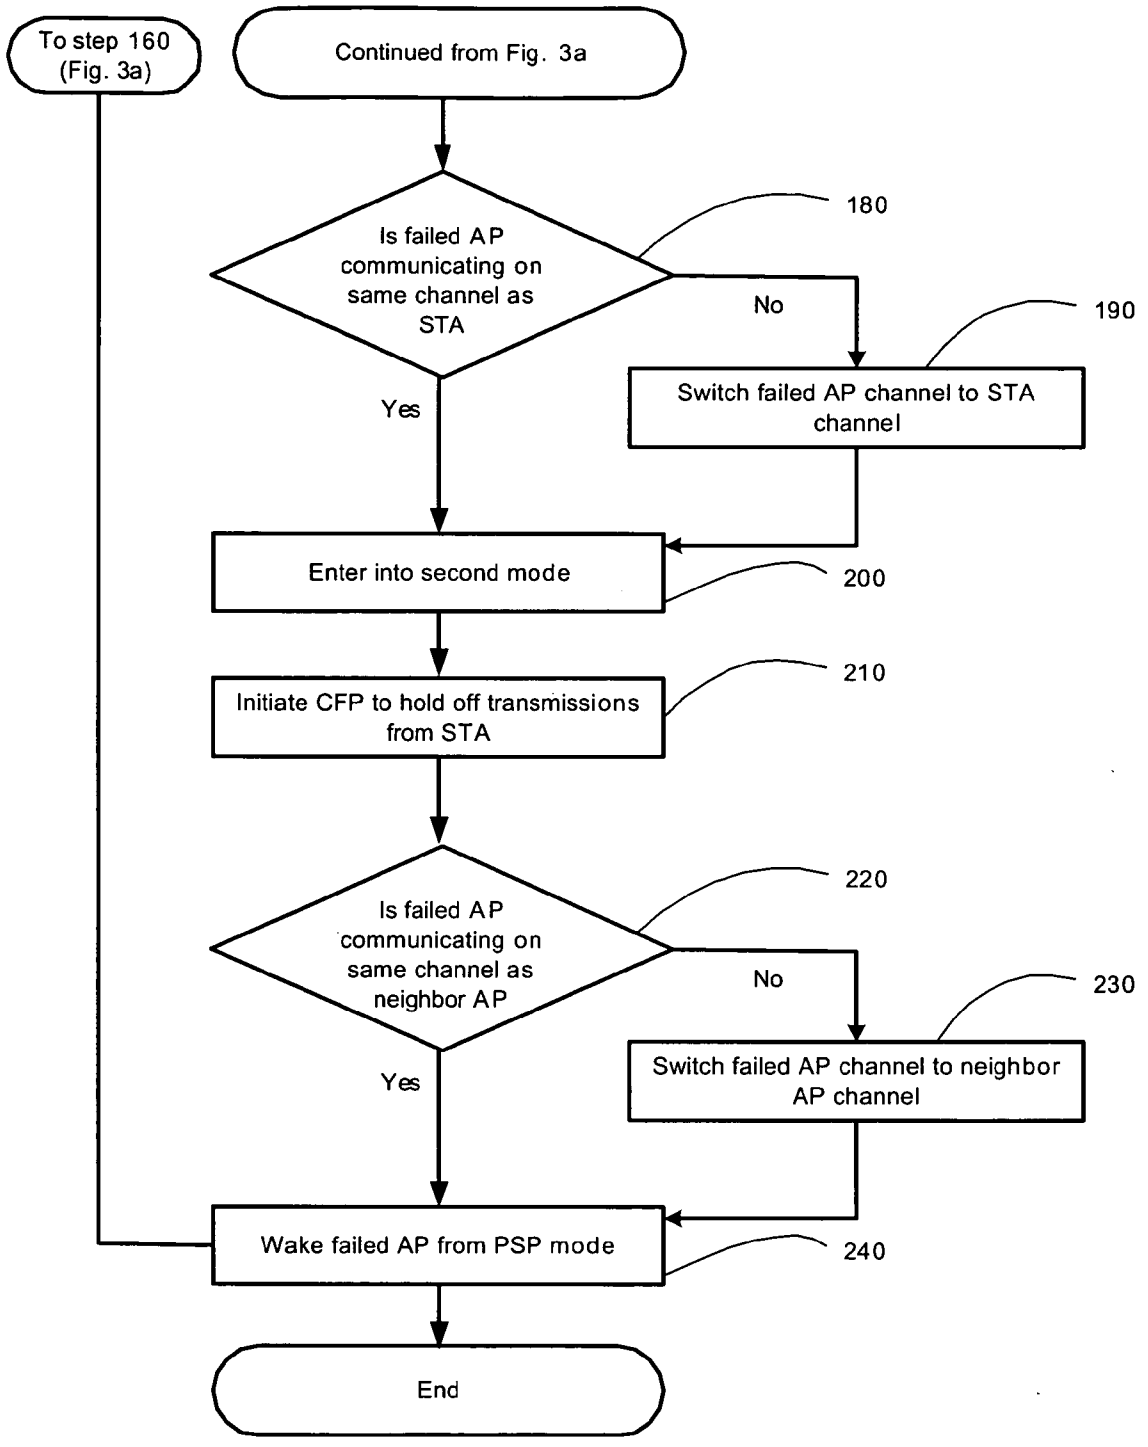 To step 160
(Fig. 3a)
Continued from Fig. 3a
180
Is failed AP
communicating on
same channel as
STA
No
190
Switch failed AP channel to STA
channel
Yes
Enter into second mode
200
210
Initiate CFP to hold off transmissions
from STA
220
Is failed AP
communicating on
same channel as
neighbor AP
No
230
Switch failed AP channel to neighbor
AP channel
Yes
Wake failed AP from PSP mode
240
End